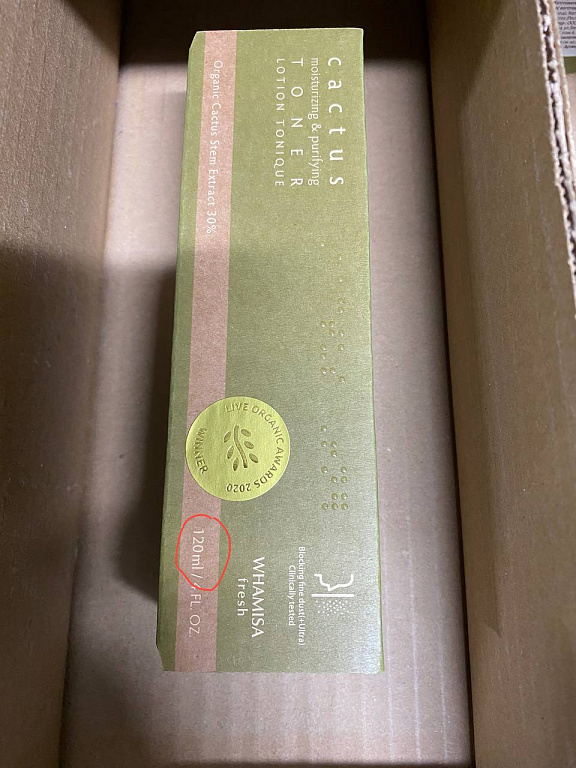 cactus
moisturizing & purifying
TONER
LOTION TONIQUE
Organic Cactus Stem Extract 30%
LIVE ORGANIC AWARDS 2020
WINNER
Blocking fine dust(+Ultra)
Clinically tested
WHAMISA
fresh
120ml / FL. OZ.